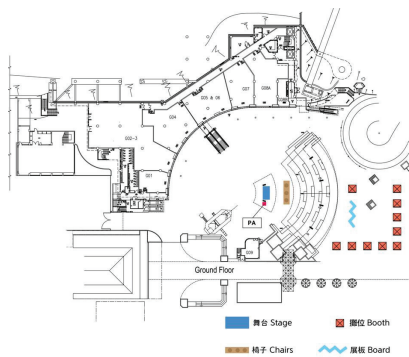 G05 & 06
G07
G08A
G04
G02-3
G01
PA
G09
Ground Floor
舞台 Stage
攤位 Booth
椅子 Chairs
展板 Board